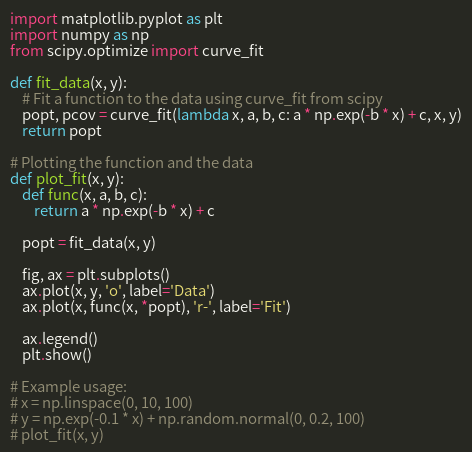 import matplotlib.pyplot as plt
import numpy as np
from scipy.optimize import curve_fit

def fit_data(x, y):
    # Fit a function to the data using curve_fit from scipy
    popt, pcov = curve_fit(lambda x, a, b, c: a * np.exp(-b * x) + c, x, y)
    return popt

# Plotting the function and the data
def plot_fit(x, y):
    def func(x, a, b, c):
        return a * np.exp(-b * x) + c

    popt = fit_data(x, y)

    fig, ax = plt.subplots()
    ax.plot(x, y, 'o', label='Data')
    ax.plot(x, func(x, *popt), 'r-', label='Fit')

    ax.legend()
    plt.show()

# Example usage:
# x = np.linspace(0, 10, 100)
# y = np.exp(-0.1 * x) + np.random.normal(0, 0.2, 100)
# plot_fit(x, y)